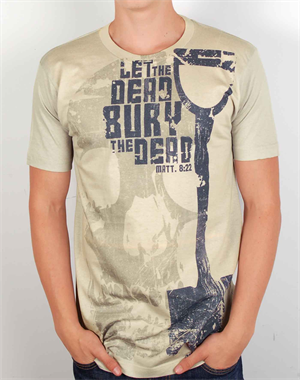 LET THE
DEAD
BURY
THE DEAD
MATT. 8:22